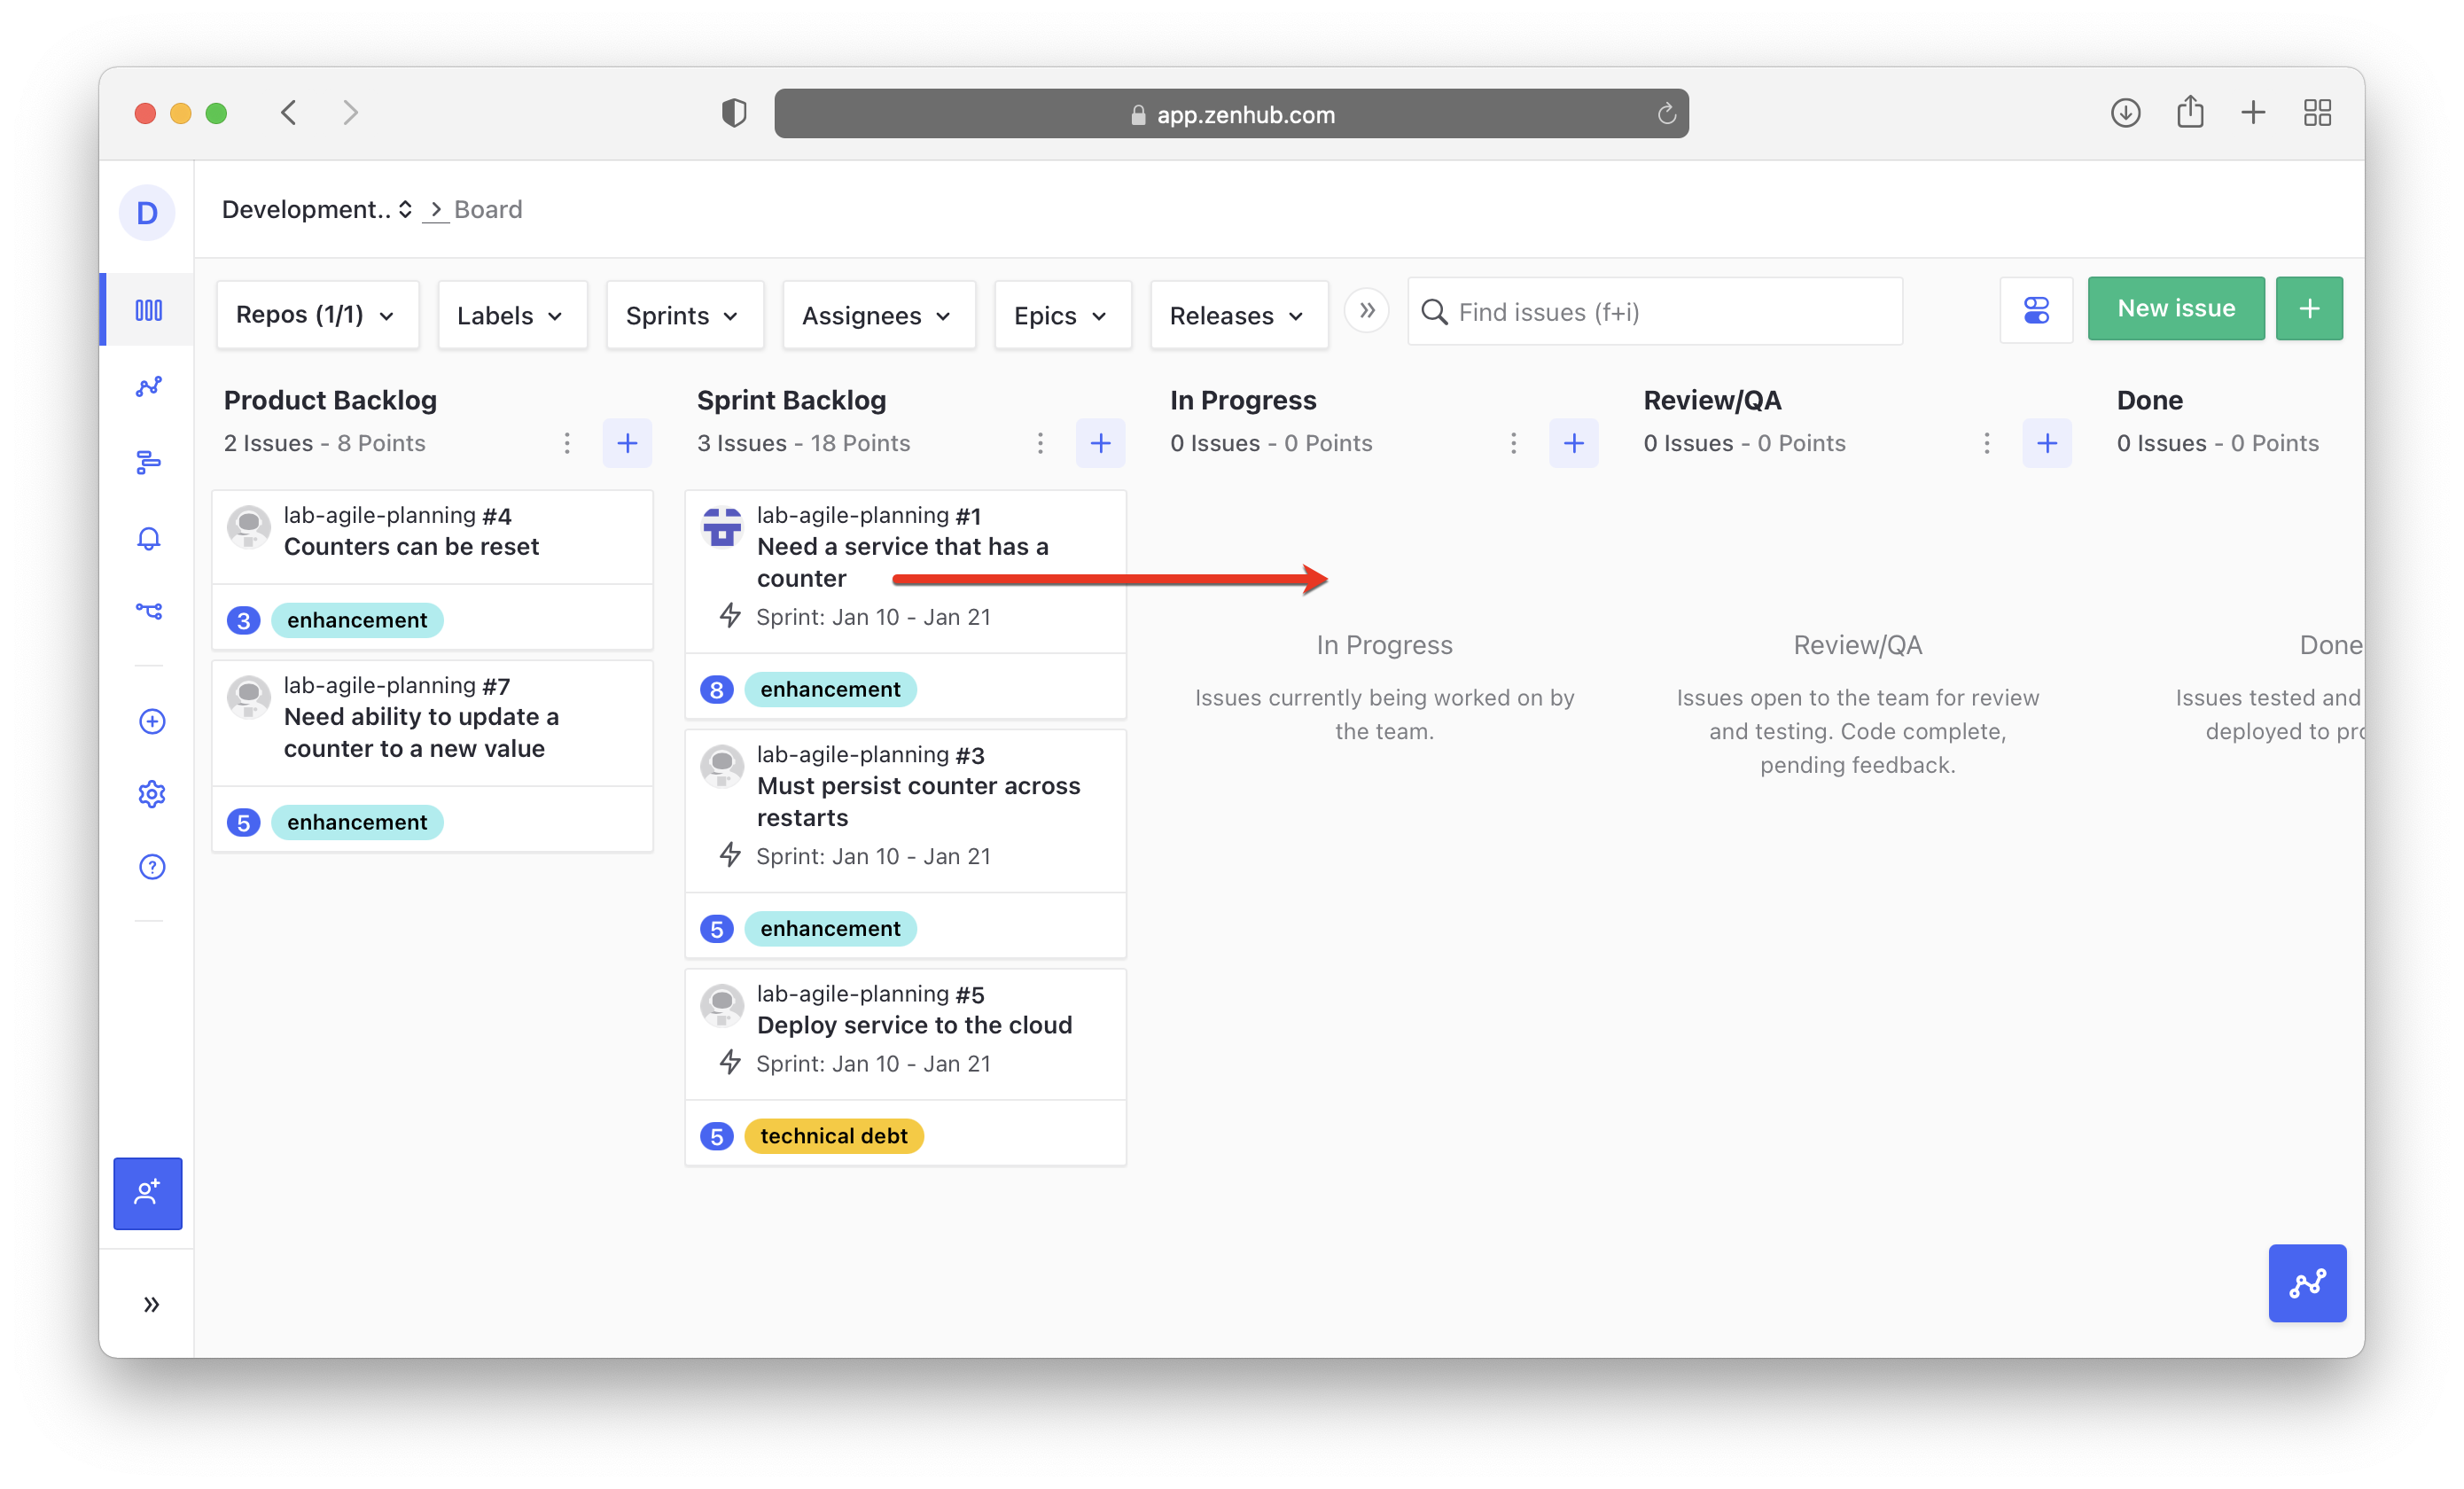 app.zenhub.com
D
Development.. > Board
Repos (1/1)
Labels
Sprints
Assignees
Epics
Releases
Find issues (f+i)
New issue
+
Product Backlog
2 Issues - 8 Points
lab-agile-planning #4
Counters can be reset
3 enhancement
lab-agile-planning #7
Need ability to update a
counter to a new value
5 enhancement
Sprint Backlog
3 Issues - 18 Points
lab-agile-planning #1
Need a service that has a
counter
Sprint: Jan 10 - Jan 21
8 enhancement
lab-agile-planning #3
Must persist counter across
restarts
Sprint: Jan 10 - Jan 21
5 enhancement
lab-agile-planning #5
Deploy service to the cloud
Sprint: Jan 10 - Jan 21
5 technical debt
In Progress
0 Issues - 0 Points
In Progress
Issues currently being worked on by
the team.
Review/QA
0 Issues - 0 Points
Review/QA
Issues open to the team for review
and testing. Code complete,
pending feedback.
Done
0 Issues - 0 Points
Done
Issues tested and
deployed to